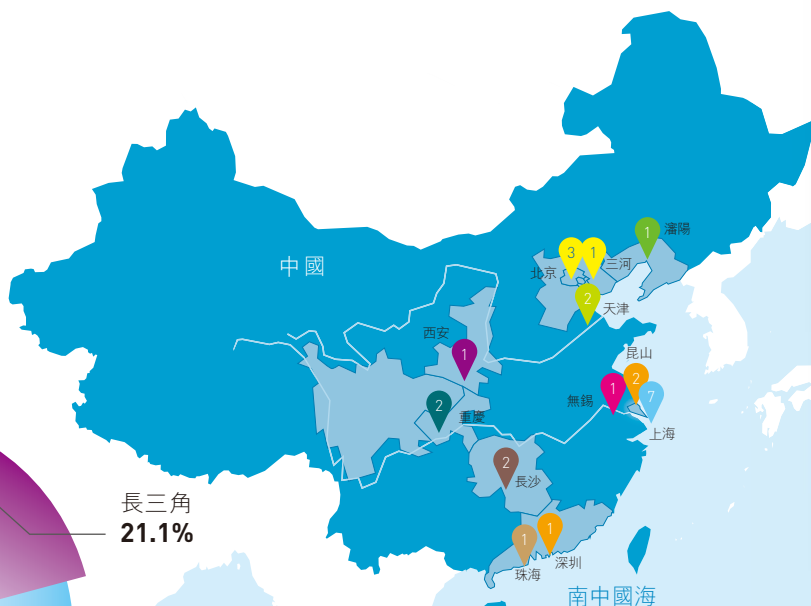 1
瀋陽
3
1
中國
北京
三河
2
天津
西安
1
昆山
1
2
7
無錫
2
重慶
上海
2
長沙
長三角
21.1%
1
1
深圳
珠海
南中國海